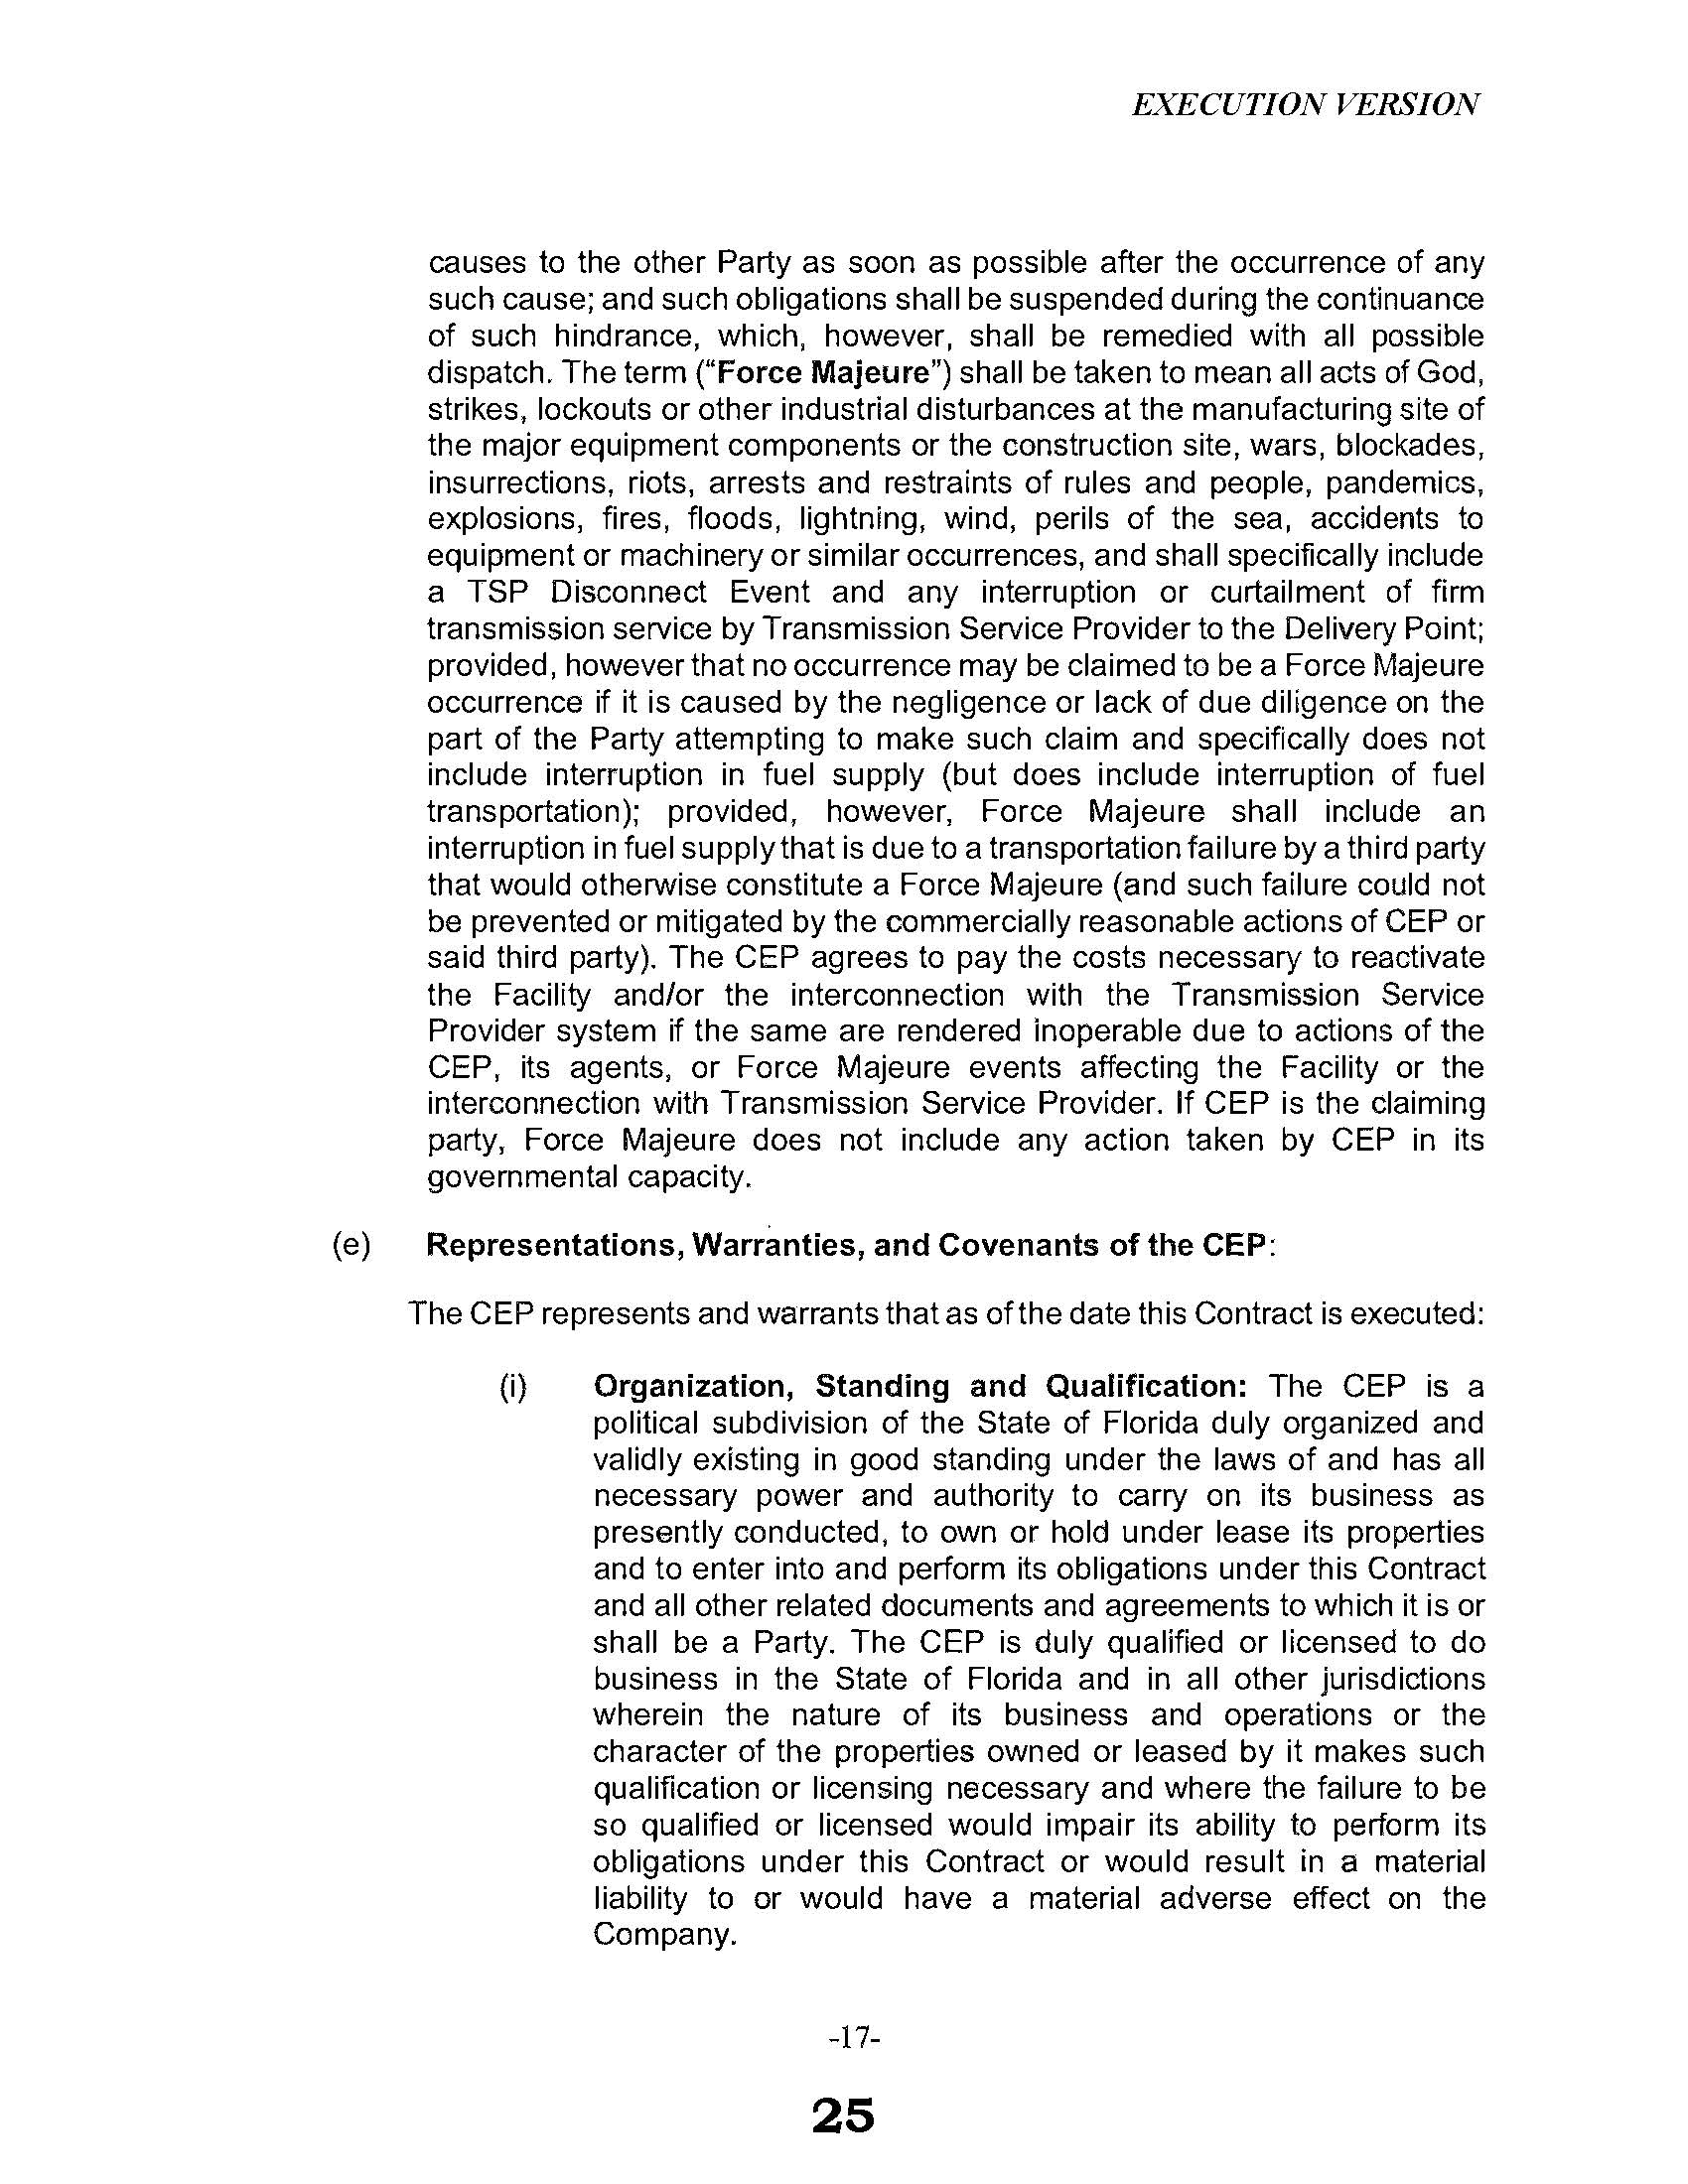 EXECUTION VERSION
causes to the other Party as soon as possible after the occurrence of any
such cause; and such obligations shall be suspended during the continuance
of such hindrance, which, however, shall be remedied with all possible
dispatch. The term (“Force Majeure”) shall be taken to mean all acts of God,
strikes, lockouts or other industrial disturbances at the manufacturing site of
the major equipment components or the construction site, wars, blockades,
insurrections, riots, arrests and restraints of rules and people, pandemics,
explosions, fires, floods, lightning, wind, perils of the sea, accidents to
equipment or machinery or similar occurrences, and shall specifically include
a TSP Disconnect Event and any interruption or curtailment of firm
transmission service by Transmission Service Provider to the Delivery Point;
provided, however that no occurrence may be claimed to be a Force Majeure
occurrence if it is caused by the negligence or lack of due diligence on the
part of the Party attempting to make such claim and specifically does not
include interruption in fuel supply (but does include interruption of fuel
transportation); provided, however, Force Majeure shall include an
interruption in fuel supply that is due to a transportation failure by a third party
that would otherwise constitute a Force Majeure (and such failure could not
be prevented or mitigated by the commercially reasonable actions of CEP or
said third party). The CEP agrees to pay the costs necessary to reactivate
the Facility and/or the interconnection with the Transmission Service
Provider system if the same are rendered inoperable due to actions of the
CEP, its agents, or Force Majeure events affecting the Facility or the
interconnection with Transmission Service Provider. If CEP is the claiming
party, Force Majeure does not include any action taken by CEP in its
governmental capacity.
(e) Representations, Warranties, and Covenants of the CEP:
The CEP represents and warrants that as of the date this Contract is executed:
(i) Organization, Standing and Qualification: The CEP is a
political subdivision of the State of Florida duly organized and
validly existing in good standing under the laws of and has all
necessary power and authority to carry on its business as
presently conducted, to own or hold under lease its properties
and to enter into and perform its obligations under this Contract
and all other related documents and agreements to which it is or
shall be a Party. The CEP is duly qualified or licensed to do
business in the State of Florida and in all other jurisdictions
wherein the nature of its business and operations or the
character of the properties owned or leased by it makes such
qualification or licensing necessary and where the failure to be
so qualified or licensed would impair its ability to perform its
obligations under this Contract or would result in a material
liability to or would have a material adverse effect on the
Company.
-17-
25